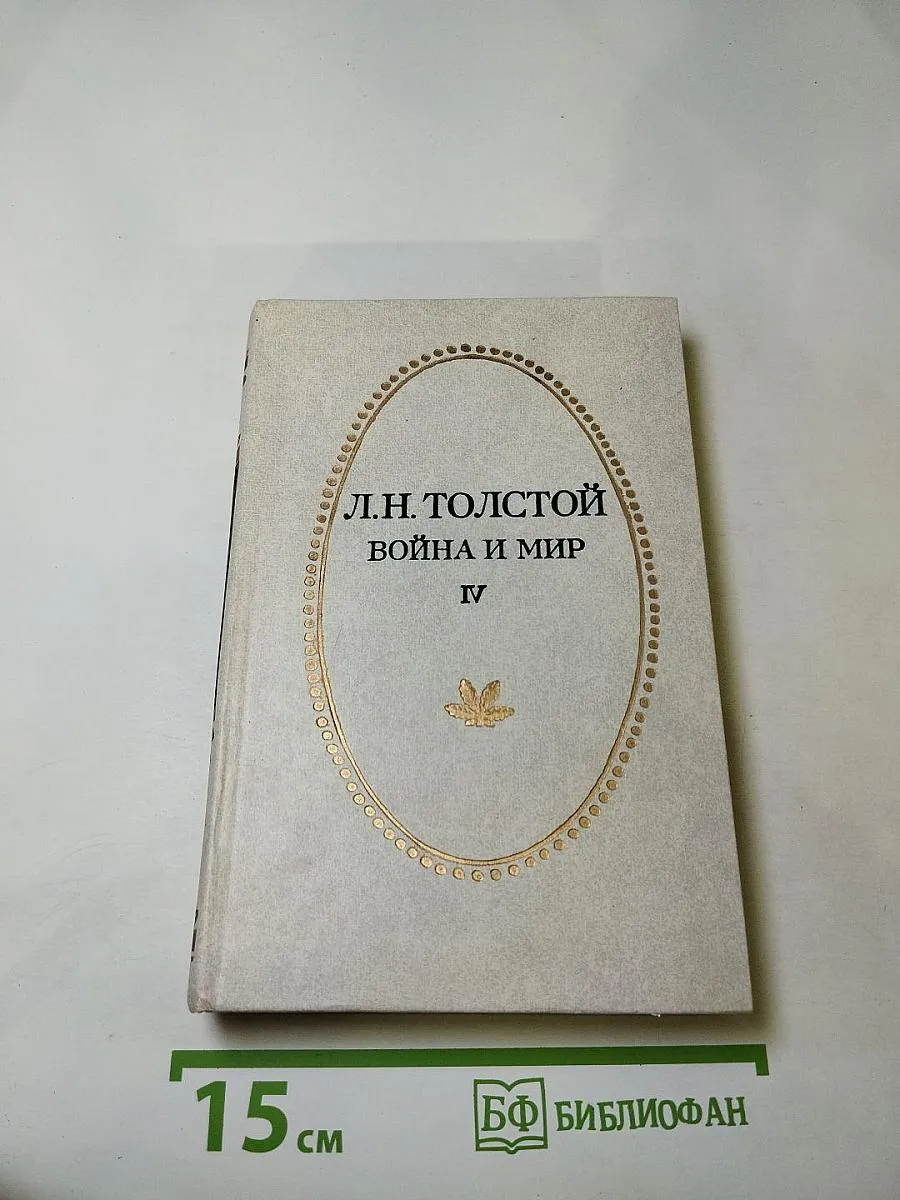 Л.Н. ТОЛСТОЙ
ВОЙНА И МИР
IV
15 см
БФ БИБЛИОФАН